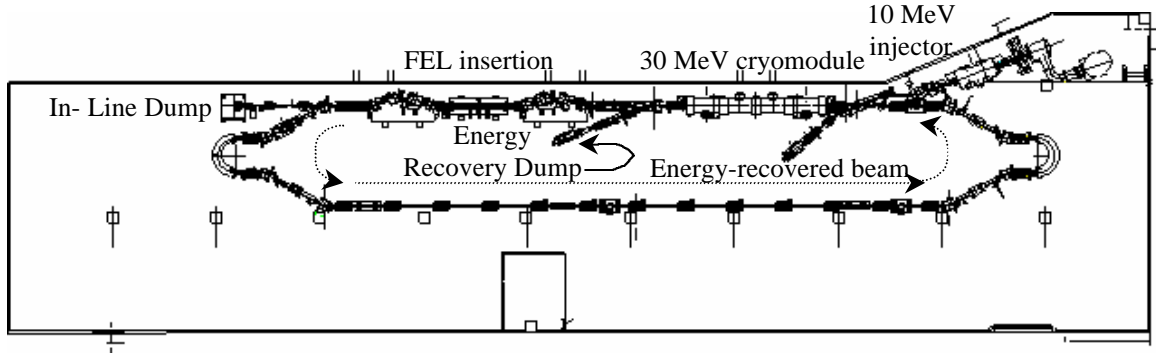 10 MeV
injector
FEL insertion
30 MeV cryomodule
In- Line Dump
Energy
Recovery Dump
Energy-recovered beam